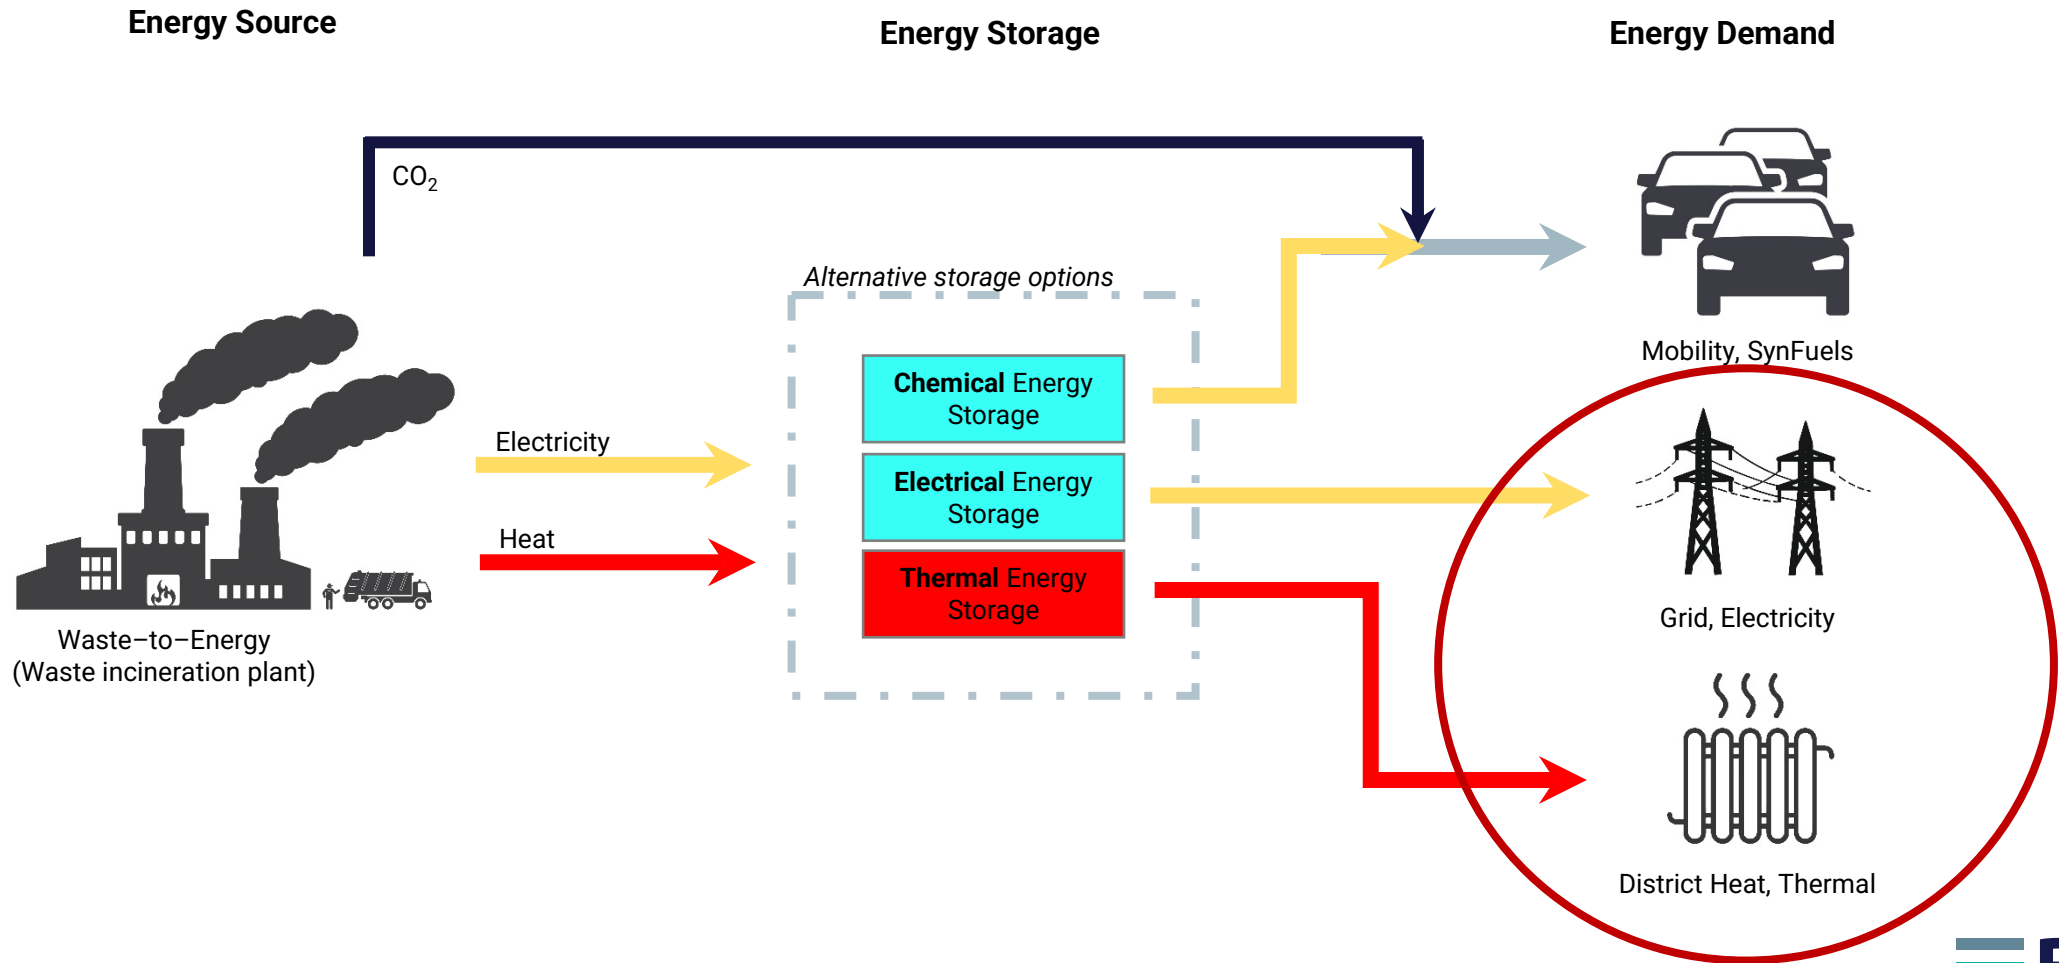 Energy Source
Energy Storage
Energy Demand
CO₂
Alternative storage options
Mobility, SynFuels
Chemical Energy
Storage
Electricity
Electrical Energy
Storage
Heat
Thermal Energy
Storage
Grid, Electricity
Waste–to–Energy
(Waste incineration plant)
District Heat, Thermal